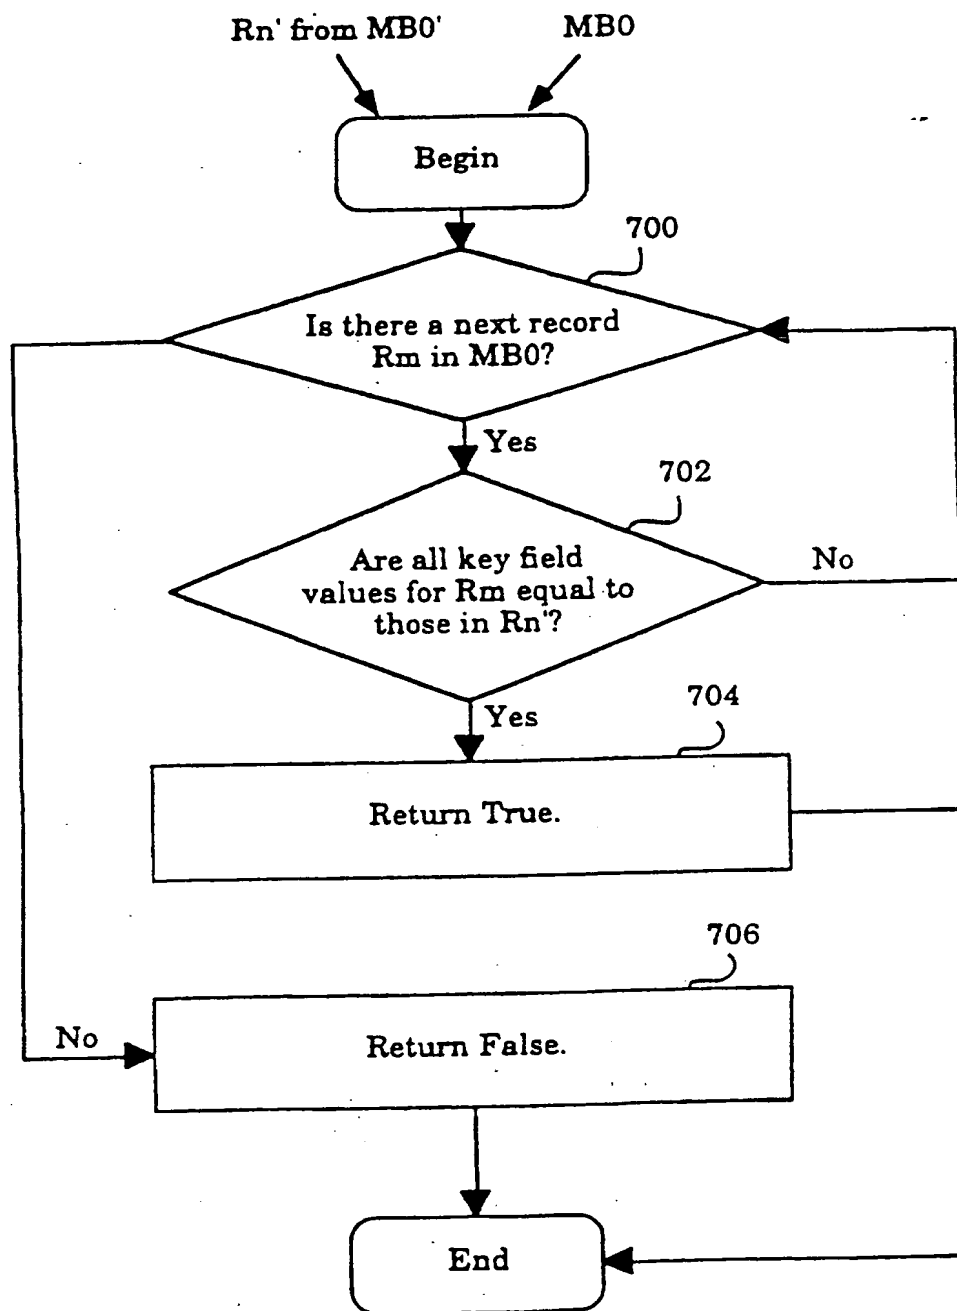 Rn' from MB0'
MB0
Begin
700
Is there a next record
Rm in MB0?
Yes
702
Are all key field
values for Rm equal to
those in Rn'?
No
Yes
704
Return True.
706
No
Return False.
End